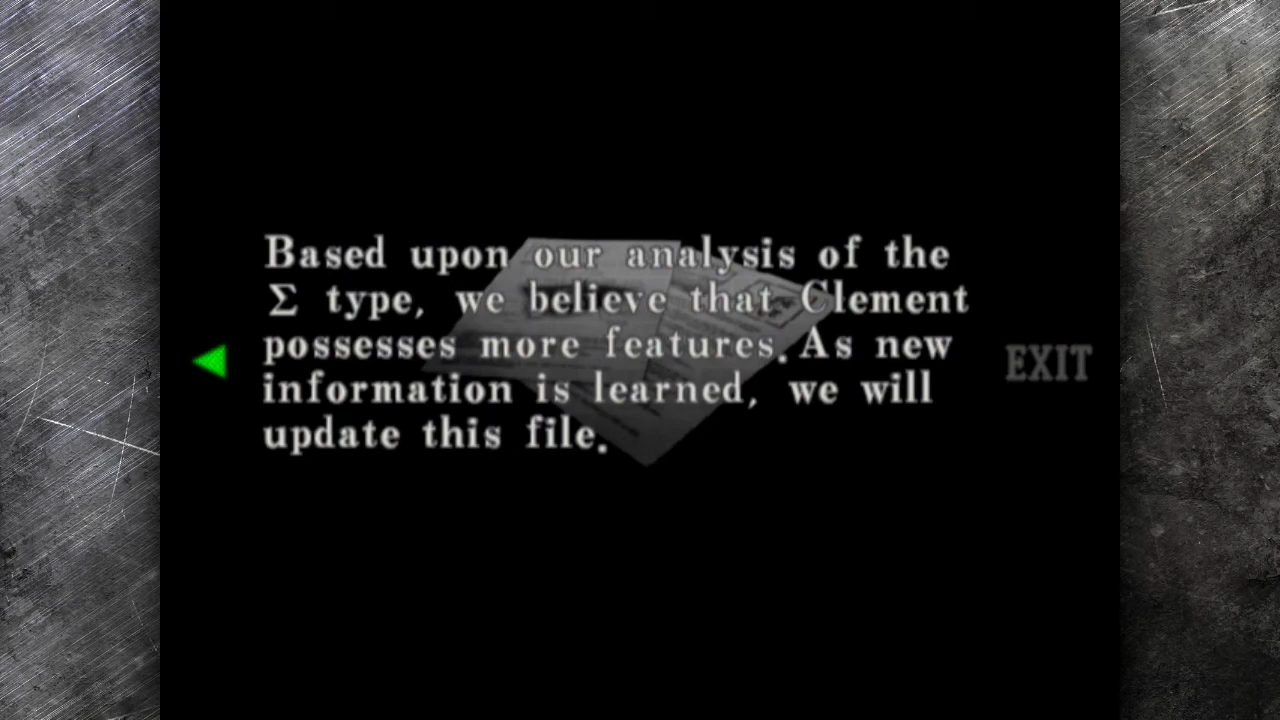 Based upon our analysis of the
Σ type, we believe that Clement
possesses more features. As new
information is learned, we will
update this file.
EXIT